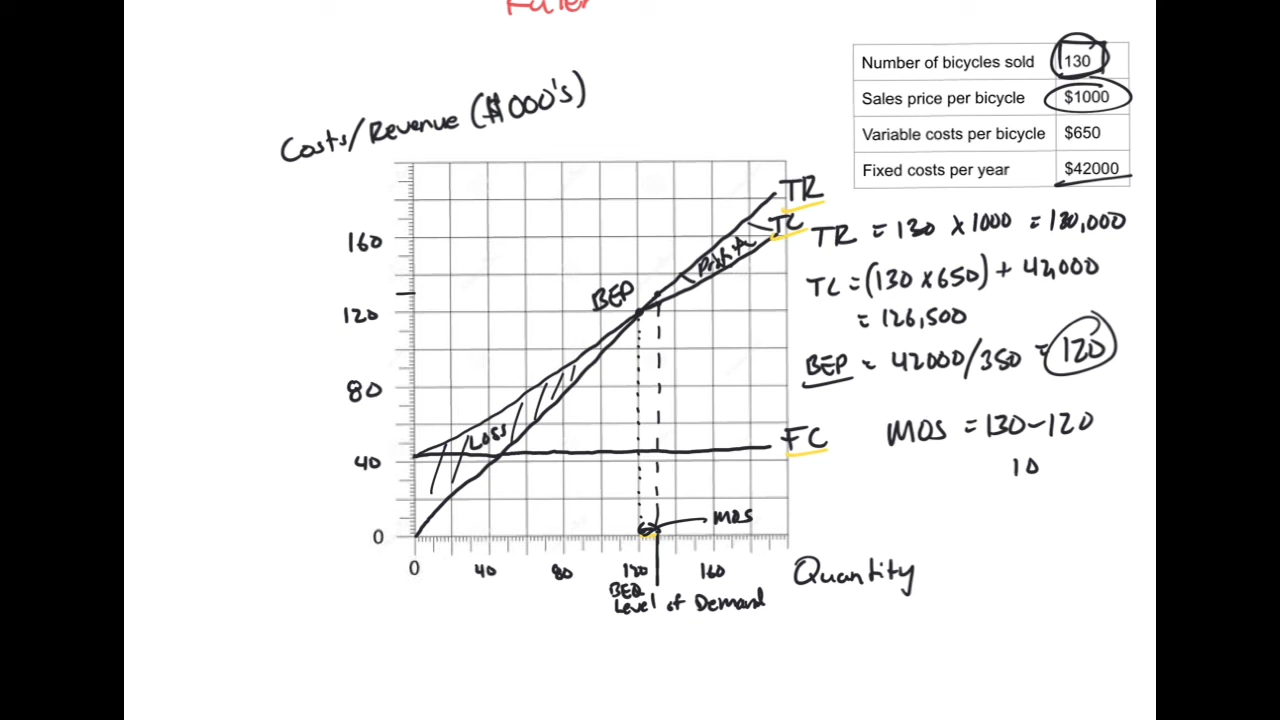 Ruler
Costs/Revenue ($000's)
Number of bicycles sold 130
Sales price per bicycle $1000
Variable costs per bicycle $650
Fixed costs per year $42000
TR
TC
Profit
BEP
Loss
FC
MOS
160
120
80
40
0
0 40 80 120 160
Quantity
BEQ
Level of Demand
TR = 130 x 1000 = 130,000
TC = (130 x 650) + 42,000
= 126,500
BEP = 42000/350 = 120
MOS = 130 - 120
10